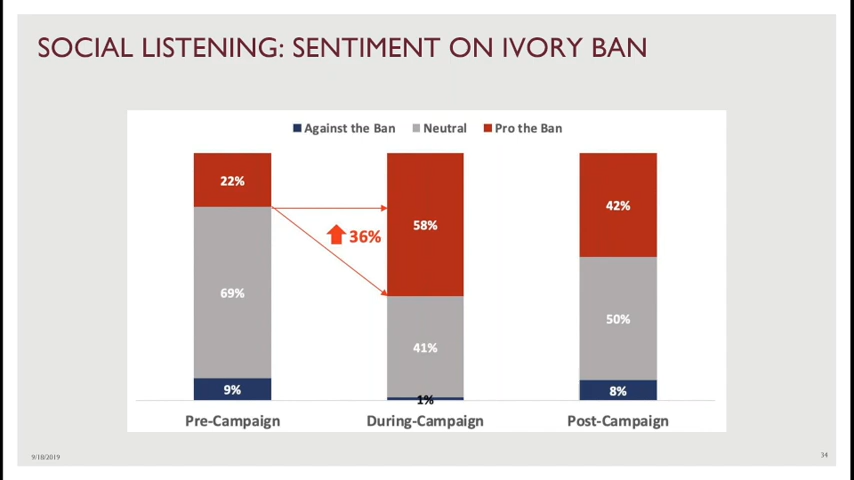 SOCIAL LISTENING: SENTIMENT ON IVORY BAN
Against the Ban Neutral Pro the Ban
22% 58% 42%
36%
69% 41% 50%
9% 1% 8%
Pre-Campaign During-Campaign Post-Campaign
9/18/2019 34